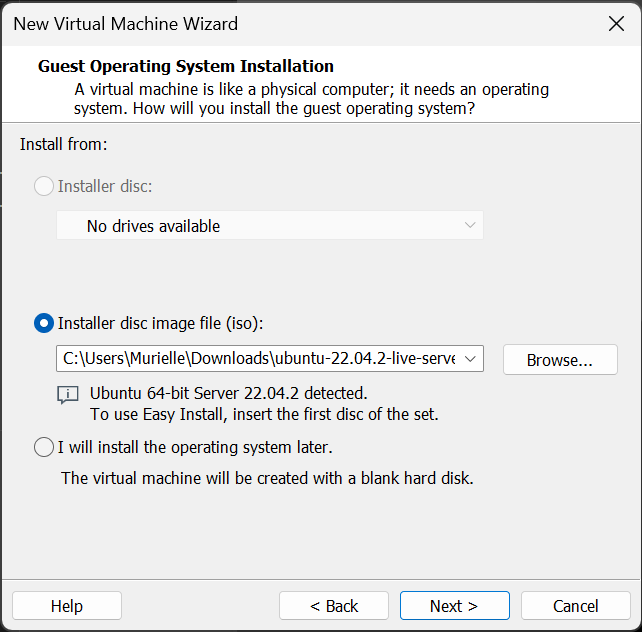 New Virtual Machine Wizard
Guest Operating System Installation
A virtual machine is like a physical computer; it needs an operating
system. How will you install the guest operating system?
Install from:
Installer disc:
No drives available
Installer disc image file (iso):
C:\Users\Murielle\Downloads\ubuntu-22.04.2-live-serve
Browse...
Ubuntu 64-bit Server 22.04.2 detected.
To use Easy Install, insert the first disc of the set.
I will install the operating system later.
The virtual machine will be created with a blank hard disk.
Help
< Back
Next >
Cancel